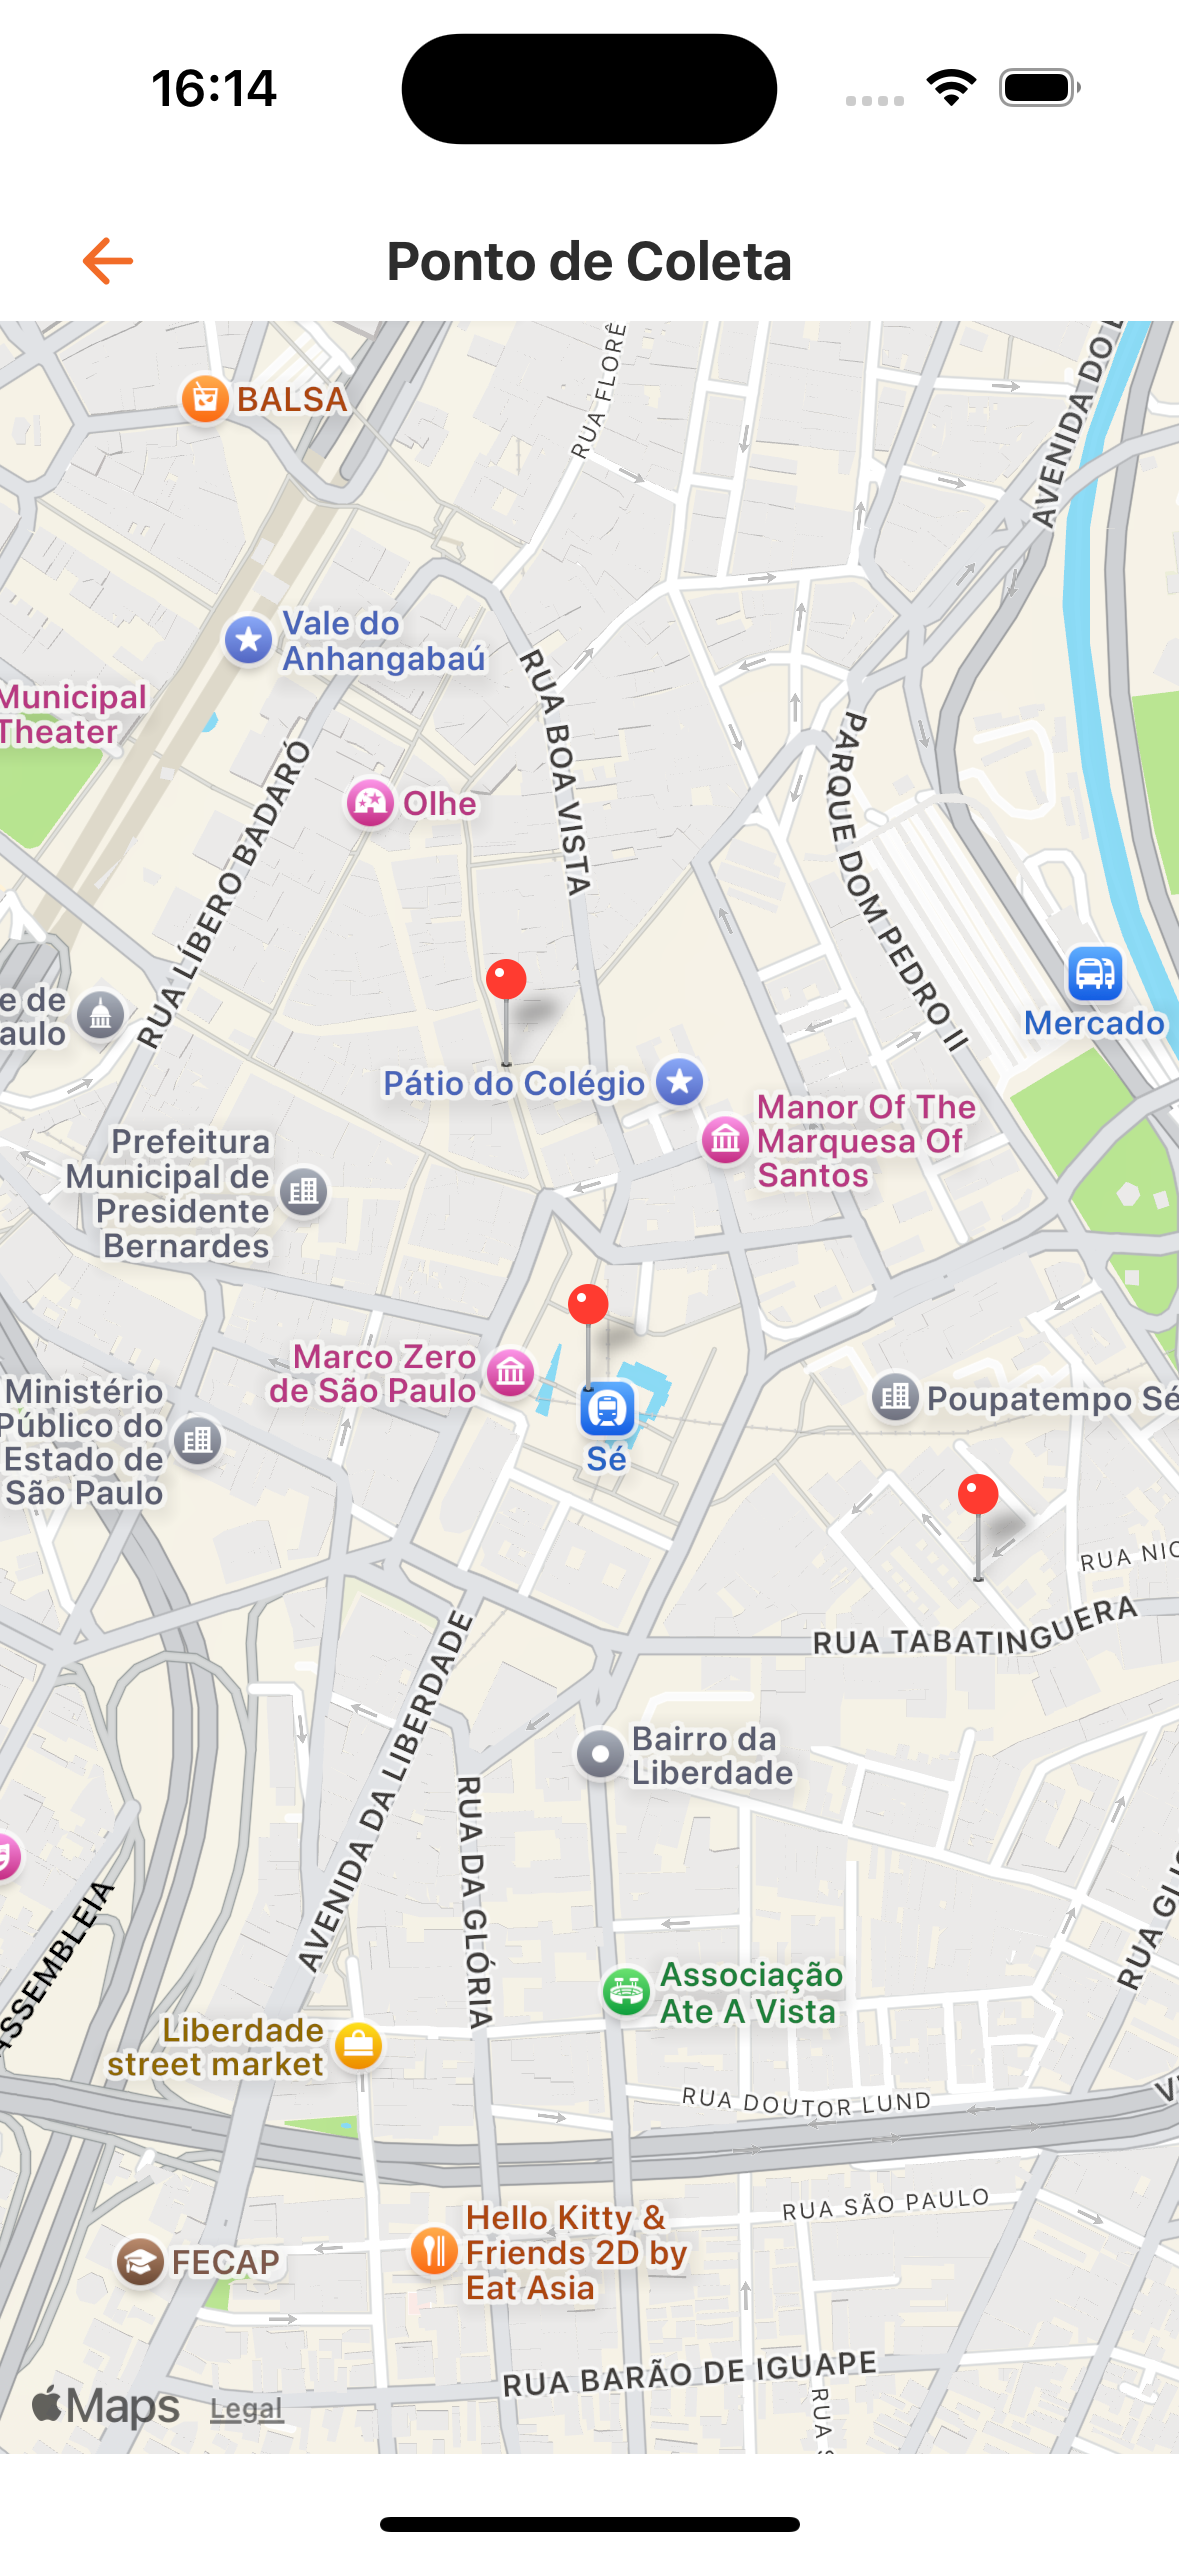 16:14
Ponto de Coleta
RUA FLORÊ
AVENIDA DO
BALSA
Vale do
Anhangabaú
Municipal
Theater
RUA BOA VISTA
RUA LÍBERO BADARÓ
Olhe
PARQUE DOM PEDRO II
e de
aulo
Mercado
Pátio do Colégio
Manor Of The
Marquesa Of
Santos
Prefeitura
Municipal de
Presidente
Bernardes
Marco Zero
de São Paulo
Ministério
Público do
Estado de
São Paulo
Sé
Poupatempo Sé
RUA NIC
RUA TABATINGUERA
AVENIDA DA LIBERDADE
Bairro da
Liberdade
RUA DA GLÓRIA
ASSEMBLEIA
RUA GLI
Associação
Ate A Vista
Liberdade
street market
RUA DOUTOR LUND
RUA SÃO PAULO
Hello Kitty &
Friends 2D by
Eat Asia
FECAP
RUA BARÃO DE IGUAPE
RUA S
Maps
Legal